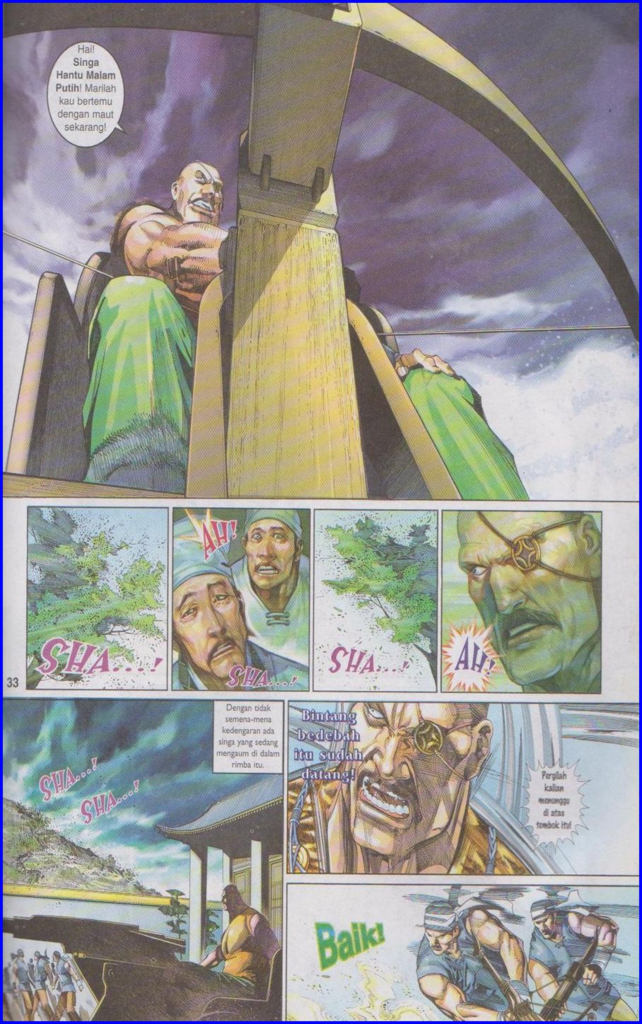 Hai!
Singa
Hantu Malam
Putih! Marilah
kau bertemu
dengan maut
sekarang!
SHA...!
AH!
SHA...!
SHA...!
AH!
33
SHA...!
SHA...!
Dengan tidak
semena-mena
kedengaran ada
singa yang sedang
mengaum di dalam
rimba itu.
Bintang
bedebah
itu sudah
datang!
Pergilah
kalian
menunggu
di atas
tembok itu!
Baik!